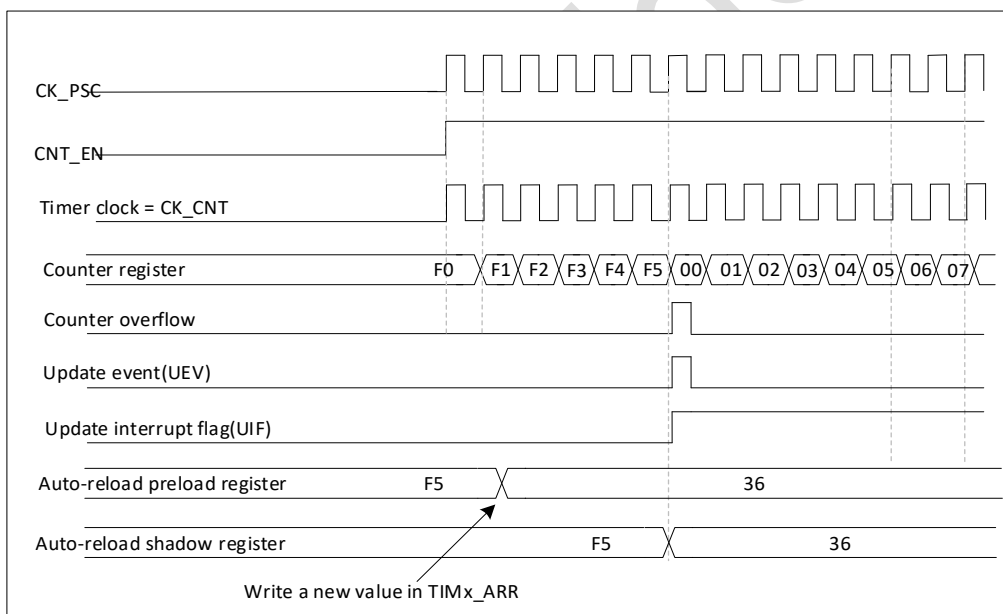 CK_PSC
CNT_EN
Timer clock = CK_CNT
Counter register F0 F1 F2 F3 F4 F5 00 01 02 03 04 05 06 07
Counter overflow
Update event(UEV)
Update interrupt flag(UIF)
Auto-reload preload register F5 36
Auto-reload shadow register F5 36
Write a new value in TIMx_ARR